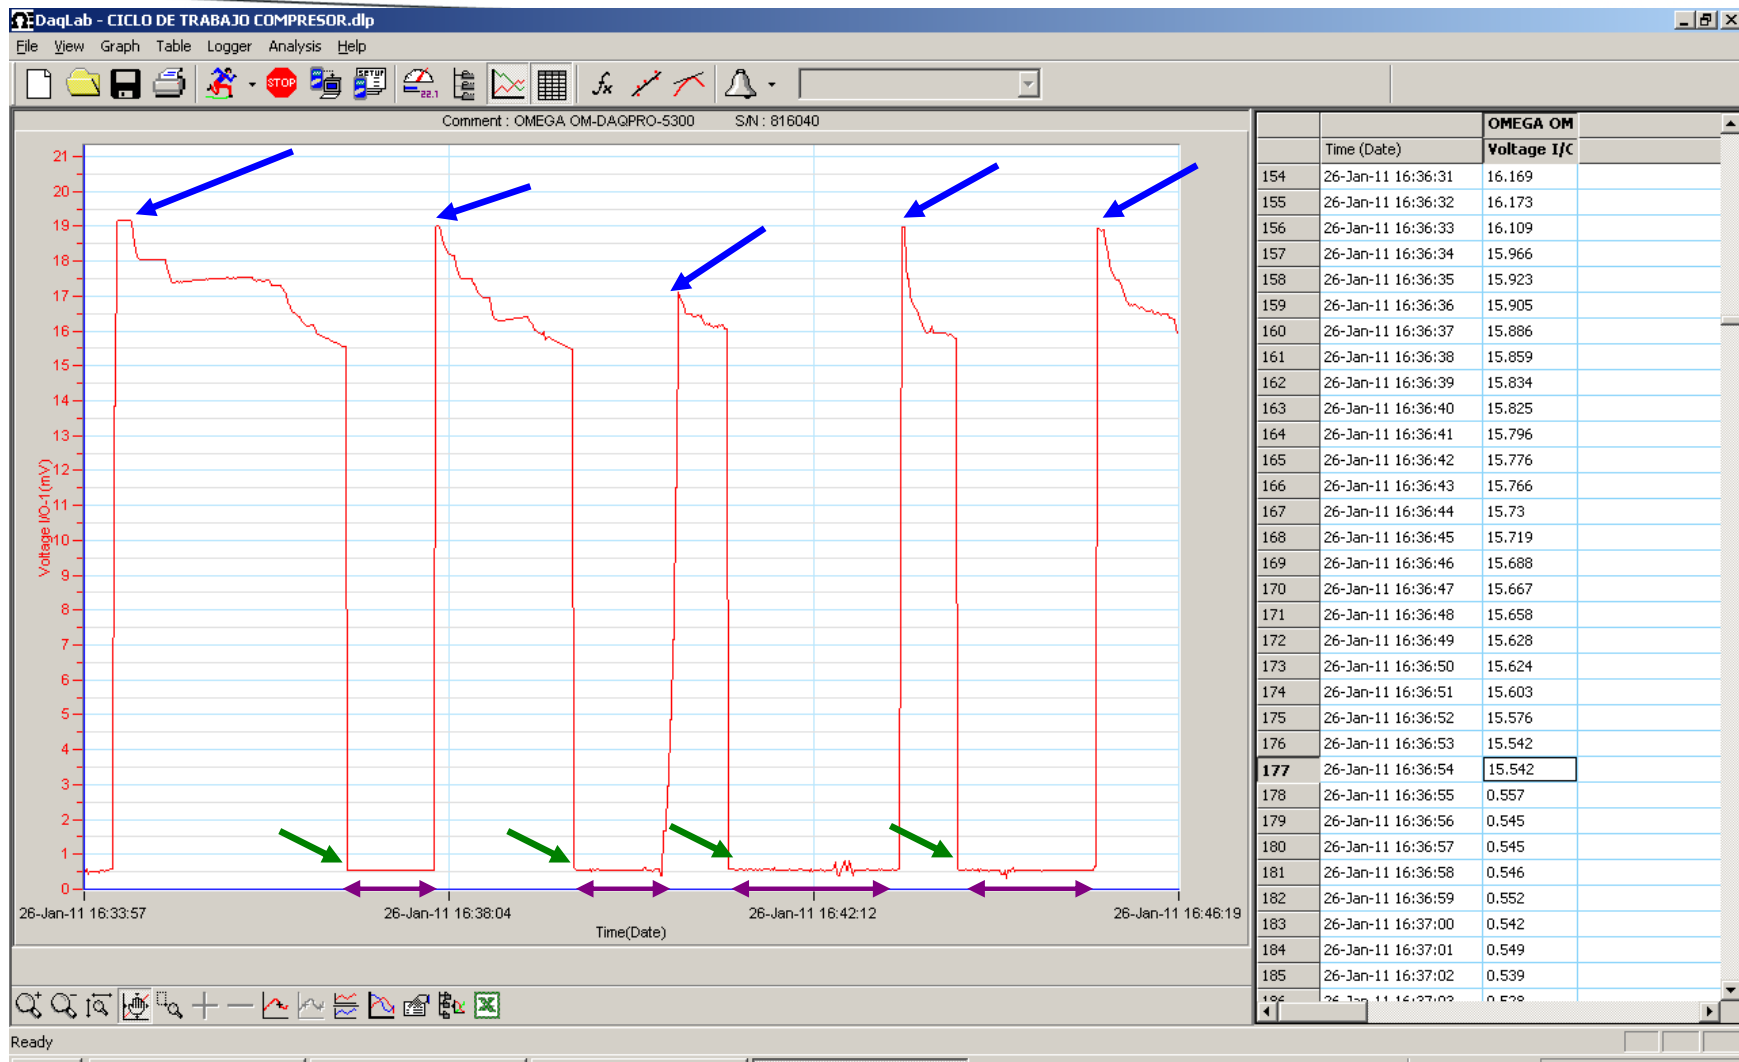 DaqLab - CICLO DE TRABAJO COMPRESOR.dlp
File View Graph Table Logger Analysis Help
STOP SETUP 22.1 fx
Comment : OMEGA OM-DAQPRO-5300 S/N : 816040
21
20
19
18
17
16
15
14
13
12
11
10
9
8
7
6
5
4
3
2
1
0
Voltage I/O-1(mV)
26-Jan-11 16:33:57 26-Jan-11 16:38:04 26-Jan-11 16:42:12 26-Jan-11 16:46:19
Time(Date)
OMEGA OM
Time (Date) Voltage I/C
154 26-Jan-11 16:36:31 16.169
155 26-Jan-11 16:36:32 16.173
156 26-Jan-11 16:36:33 16.109
157 26-Jan-11 16:36:34 15.966
158 26-Jan-11 16:36:35 15.923
159 26-Jan-11 16:36:36 15.905
160 26-Jan-11 16:36:37 15.886
161 26-Jan-11 16:36:38 15.859
162 26-Jan-11 16:36:39 15.834
163 26-Jan-11 16:36:40 15.825
164 26-Jan-11 16:36:41 15.796
165 26-Jan-11 16:36:42 15.776
166 26-Jan-11 16:36:43 15.766
167 26-Jan-11 16:36:44 15.73
168 26-Jan-11 16:36:45 15.719
169 26-Jan-11 16:36:46 15.688
170 26-Jan-11 16:36:47 15.667
171 26-Jan-11 16:36:48 15.658
172 26-Jan-11 16:36:49 15.628
173 26-Jan-11 16:36:50 15.624
174 26-Jan-11 16:36:51 15.603
175 26-Jan-11 16:36:52 15.576
176 26-Jan-11 16:36:53 15.542
177 26-Jan-11 16:36:54 15.542
178 26-Jan-11 16:36:55 0.557
179 26-Jan-11 16:36:56 0.545
180 26-Jan-11 16:36:57 0.545
181 26-Jan-11 16:36:58 0.546
182 26-Jan-11 16:36:59 0.552
183 26-Jan-11 16:37:00 0.542
184 26-Jan-11 16:37:01 0.549
185 26-Jan-11 16:37:02 0.539
Ready